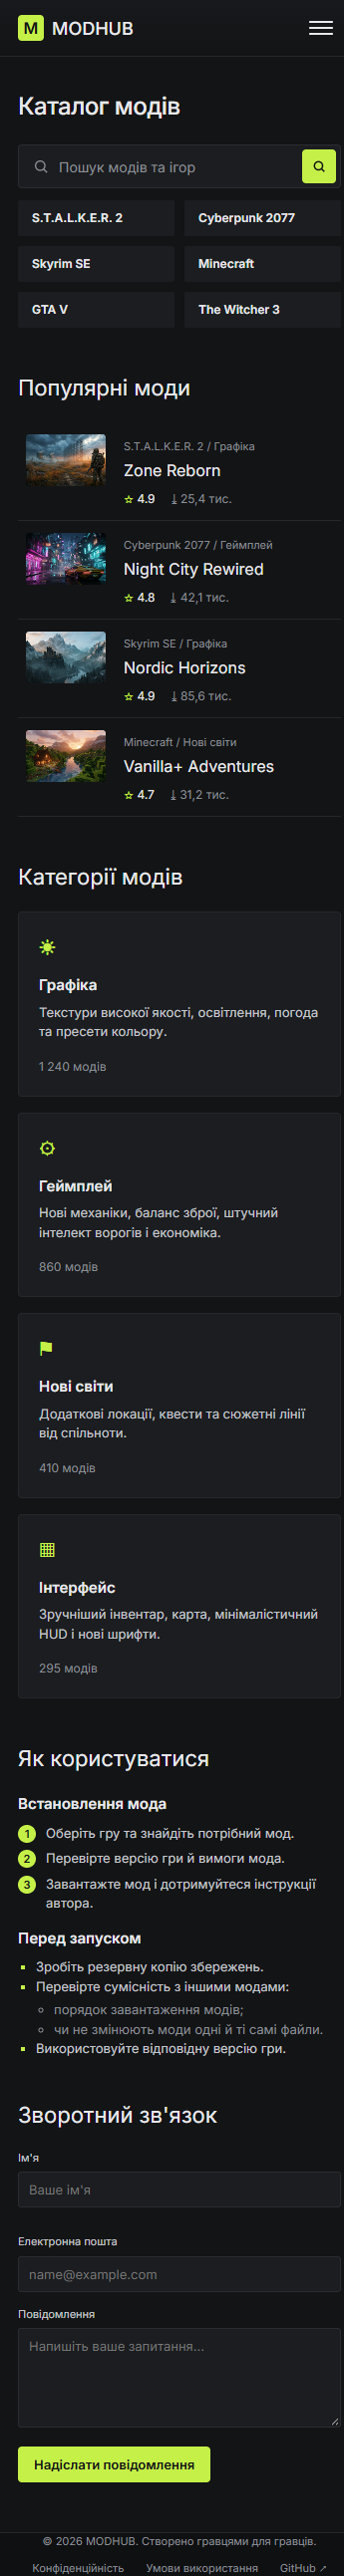 M MODHUB
Каталог модів
Пошук модів та ігор
S.T.A.L.K.E.R. 2
Cyberpunk 2077
Skyrim SE
Minecraft
GTA V
The Witcher 3
Популярні моди
S.T.A.L.K.E.R. 2 / Графіка
Zone Reborn
☆ 4.9 ⤓ 25,4 тис.
Cyberpunk 2077 / Геймплей
Night City Rewired
☆ 4.8 ⤓ 42,1 тис.
Skyrim SE / Графіка
Nordic Horizons
☆ 4.9 ⤓ 85,6 тис.
Minecraft / Нові світи
Vanilla+ Adventures
☆ 4.7 ⤓ 31,2 тис.
Категорії модів
Графіка
Текстури високої якості, освітлення, погода
та пресети кольору.
1 240 модів
Геймплей
Нові механіки, баланс зброї, штучний
інтелект ворогів і економіка.
860 модів
Нові світи
Додаткові локації, квести та сюжетні лінії
від спільноти.
410 модів
Інтерфейс
Зручніший інвентар, карта, мінімалістичний
HUD і нові шрифти.
295 модів
Як користуватися
Встановлення мода
1 Оберіть гру та знайдіть потрібний мод.
2 Перевірте версію гри й вимоги мода.
3 Завантажте мод і дотримуйтеся інструкції
автора.
Перед запуском
Зробіть резервну копію збережень.
Перевірте сумісність з іншими модами:
порядок завантаження модів;
чи не змінюють моди одні й ті самі файли.
Використовуйте відповідну версію гри.
Зворотний зв'язок
Ім'я
Ваше ім'я
Електронна пошта
name@example.com
Повідомлення
Напишіть ваше запитання...
Надіслати повідомлення
© 2026 MODHUB. Створено гравцями для гравців.
Конфіденційність Умови використання GitHub ↗